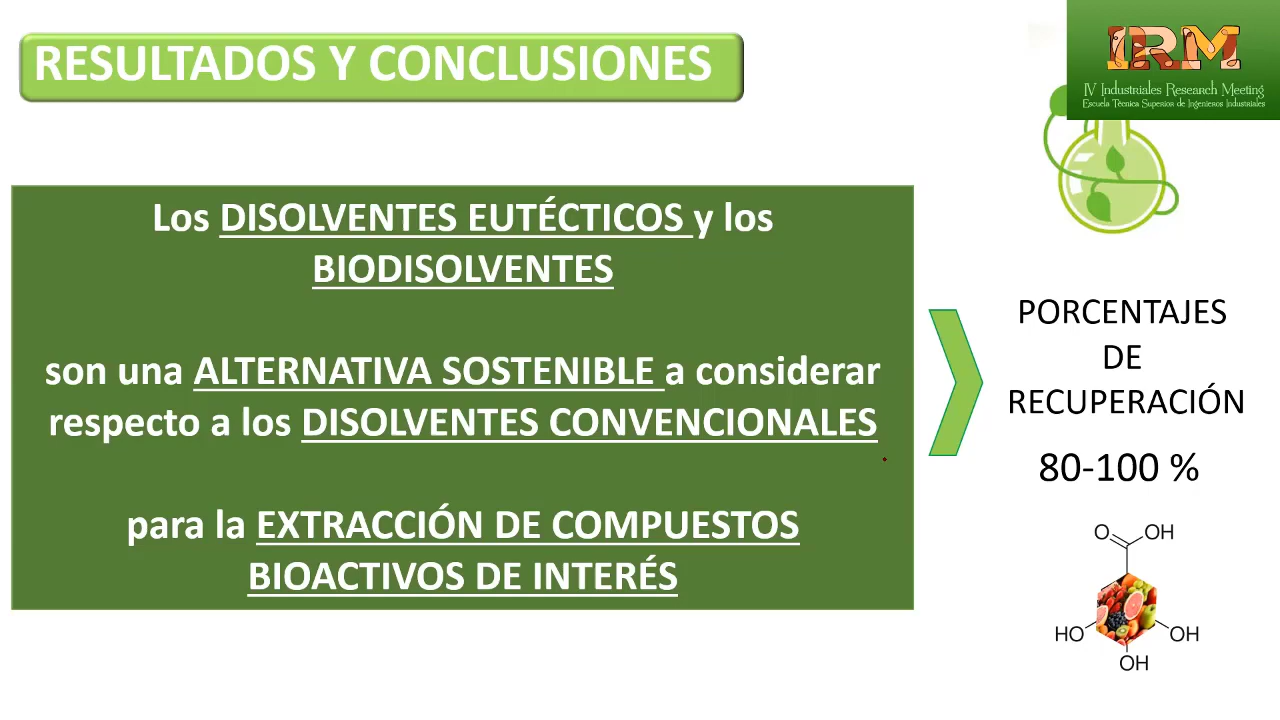 RESULTADOS Y CONCLUSIONES
IRM
IV Industriales Research Meeting
Escuela Técnica Superior de Ingenieros Industriales
Los DISOLVENTES EUTÉCTICOS y los
BIODISOLVENTES
son una ALTERNATIVA SOSTENIBLE a considerar
respecto a los DISOLVENTES CONVENCIONALES
para la EXTRACCIÓN DE COMPUESTOS
BIOACTIVOS DE INTERÉS
PORCENTAJES
DE
RECUPERACIÓN
80-100 %
O OH
HO OH
OH